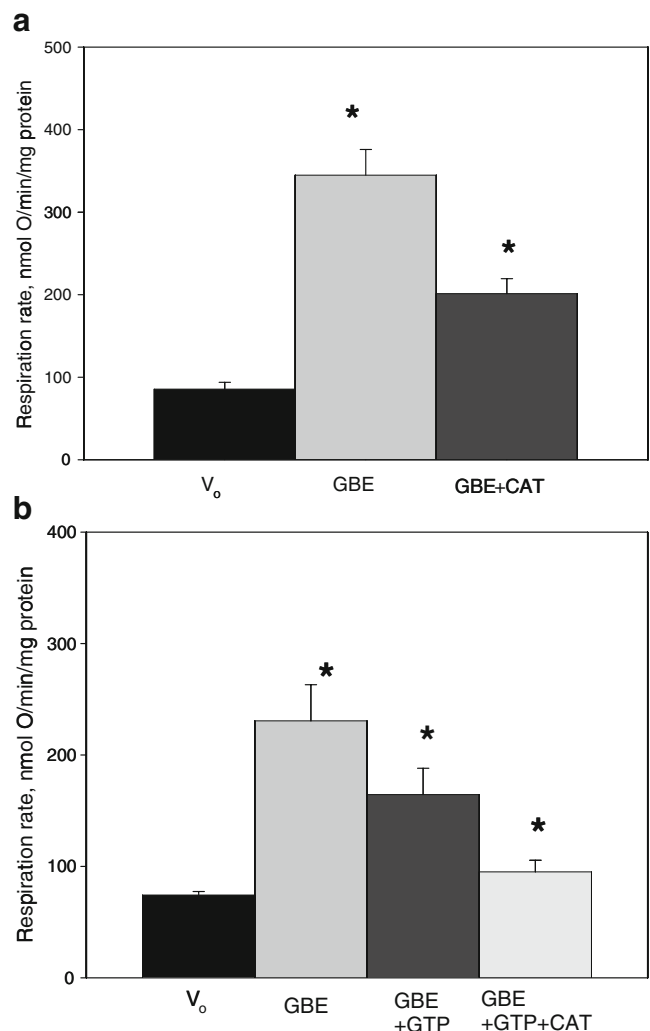 a
Respiration rate, nmol O/min/mg protein
500
400
300
200
100
0
*
*
Vo
GBE
GBE+CAT
b
Respiration rate, nmol O/min/mg protein
400
300
200
100
0
*
*
*
Vo
GBE
GBE
+GTP
GBE
+GTP+CAT